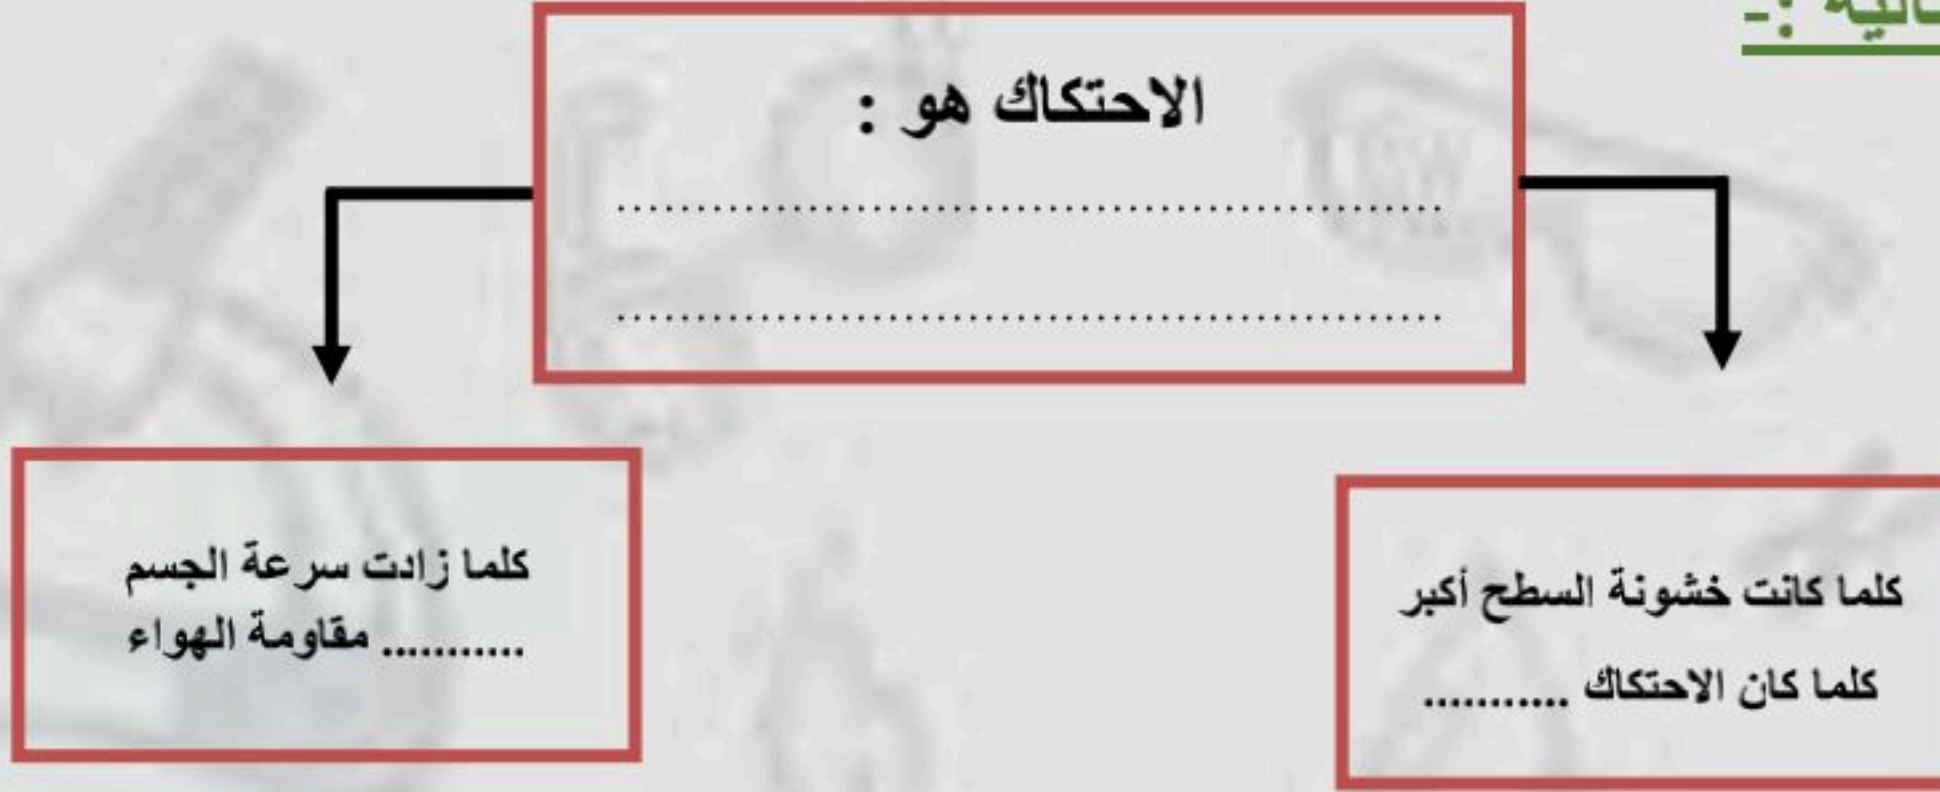 الاحتكاك هو :
..................................................
..................................................
كلما كانت خشونة السطح أكبر
كلما كان الاحتكاك ...........
كلما زادت سرعة الجسم
........... مقاومة الهواء